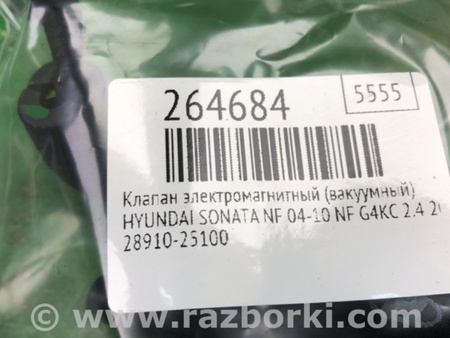 264684
5555
Клапан электромагнитный (вакуумный)
HYUNDAI SONATA NF 04-10 NF G4KC 2.4
28910-25100
© www.razborki.com